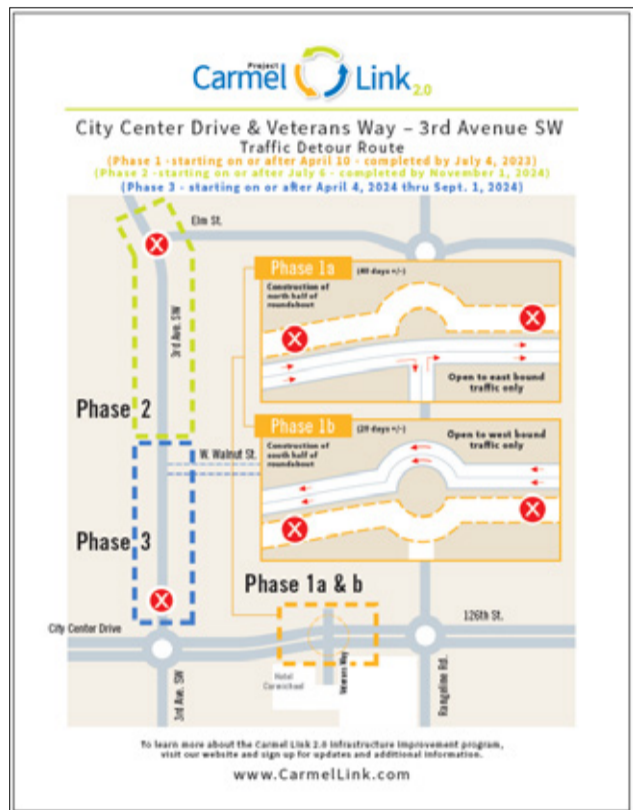 Project
Carmel Link 2.0
City Center Drive & Veterans Way – 3rd Avenue SW
Traffic Detour Route
(Phase 1 -starting on or after April 10 - completed by July 4, 2023)
(Phase 2 -starting on or after July 6 - completed by November 1, 2024)
(Phase 3 - starting on or after April 4, 2024 thru Sept. 1, 2024)
Elm St.
X
Phase 1a
(40 days +/-)
Construction of
north half of
roundabout
X
X
3rd Ave. SW
Open to east bound
traffic only
Phase 2
Phase 1b
(20 days +/-)
Open to west bound
traffic only
Construction of
south half of
roundabout
W. Walnut St.
X
X
Phase 3
Phase 1a & b
X
City Center Drive
126th St.
Hotel
Carmichael
Veterans Way
3rd Ave. SW
Rangeline Rd.
To learn more about the Carmel Link 2.0 Infrastructure Improvement program,
visit our website and sign up for updates and additional information.
www.CarmelLink.com